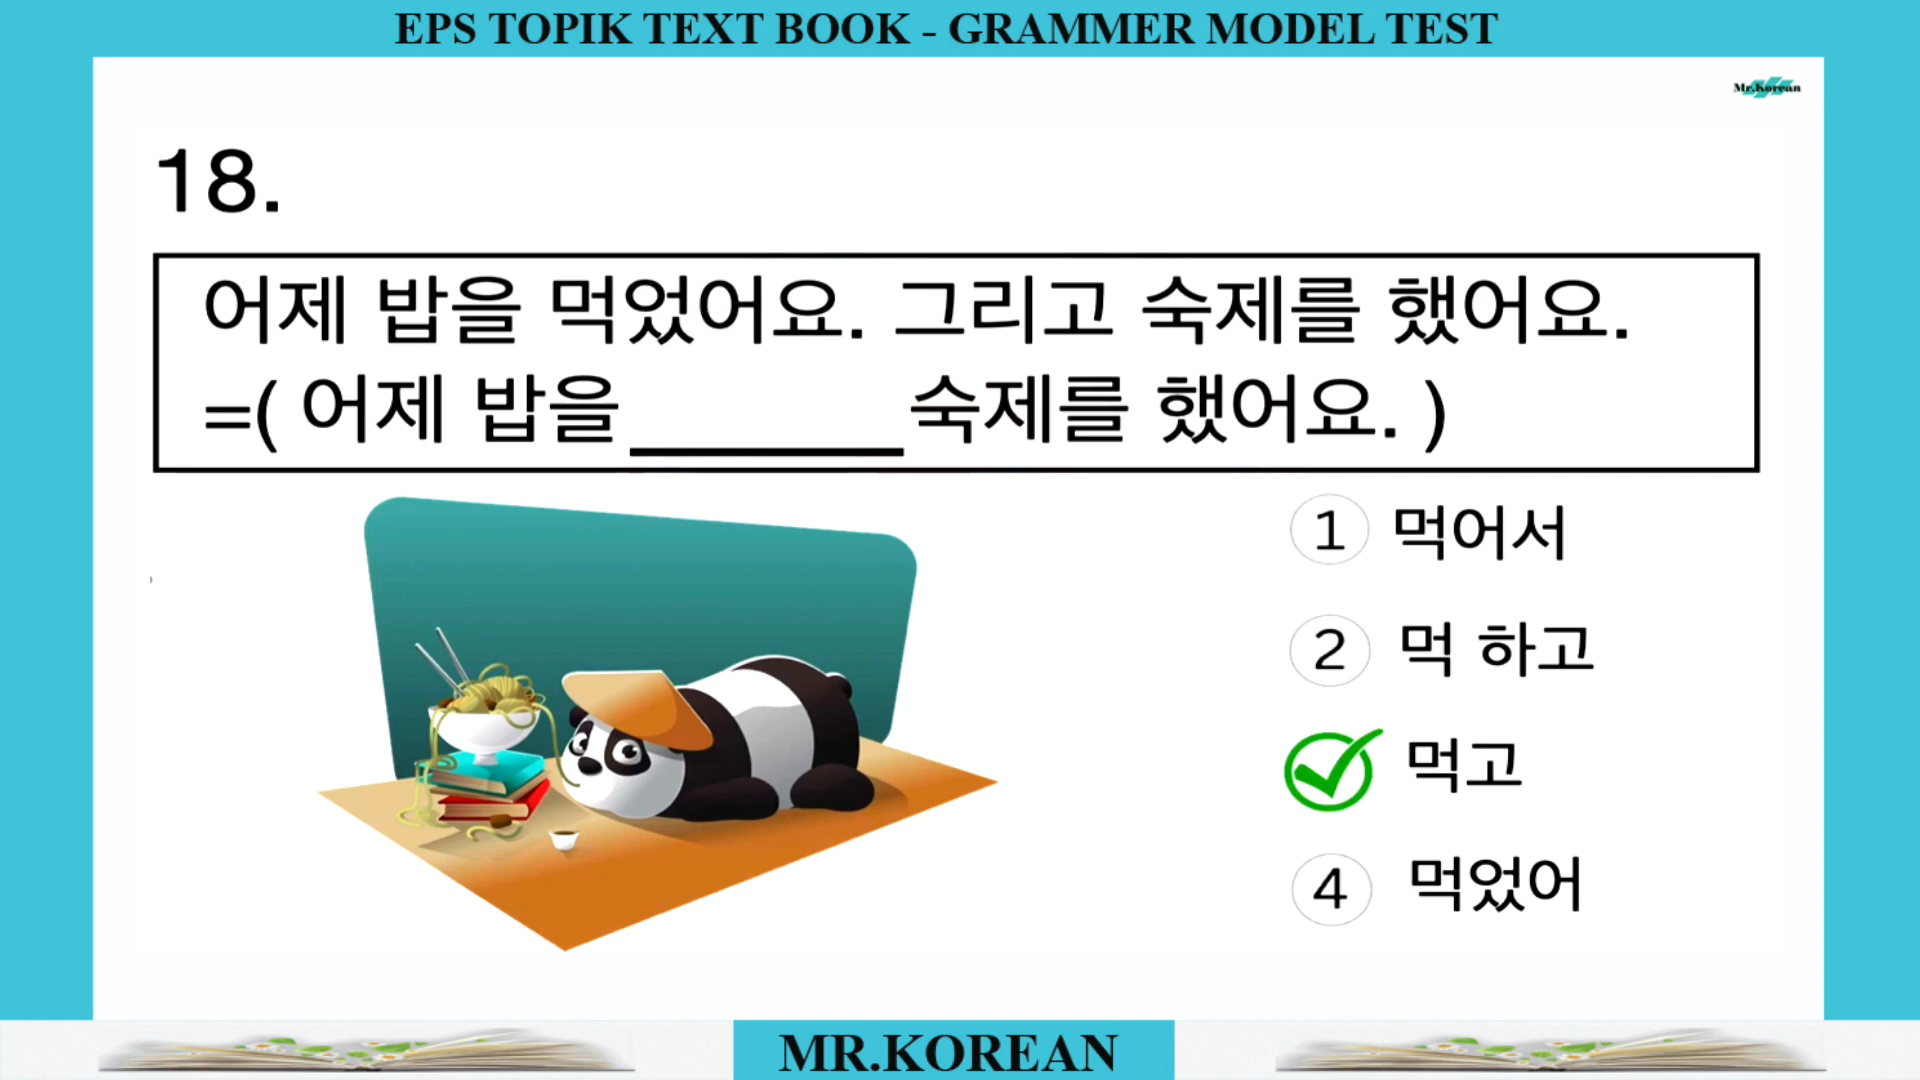 EPS TOPIK TEXT BOOK - GRAMMER MODEL TEST
Mr.Korean
18.
어제 밥을 먹었어요. 그리고 숙제를 했어요.
=( 어제 밥을 ________ 숙제를 했어요. )
1 먹어서
2 먹 하고
먹고
4 먹었어
MR.KOREAN